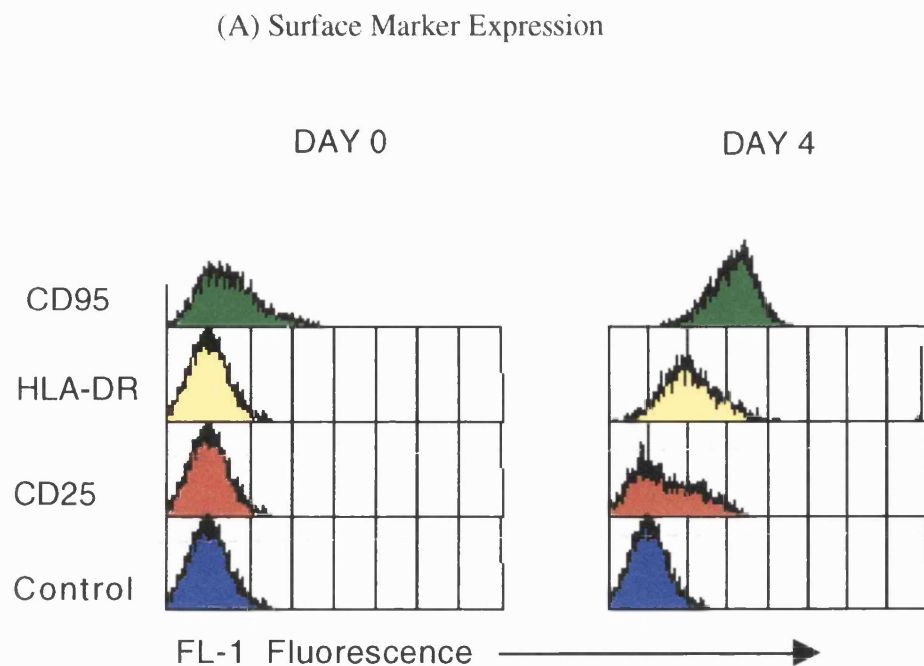 (A) Surface Marker Expression
DAY 0
DAY 4
CD95
HLA-DR
CD25
Control
FL-1 Fluorescence